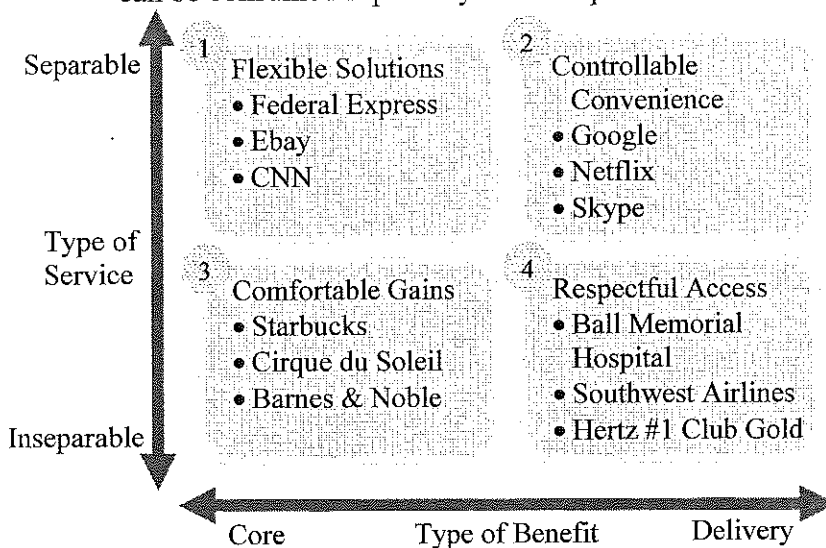 Separable
1
Flexible Solutions
• Federal Express
• Ebay
• CNN
2
Controllable
Convenience
• Google
• Netflix
• Skype
Type of
Service
3
Comfortable Gains
• Starbucks
• Cirque du Soleil
• Barnes & Noble
4
Respectful Access
• Ball Memorial
Hospital
• Southwest Airlines
• Hertz #1 Club Gold
Inseparable
Core
Type of Benefit
Delivery